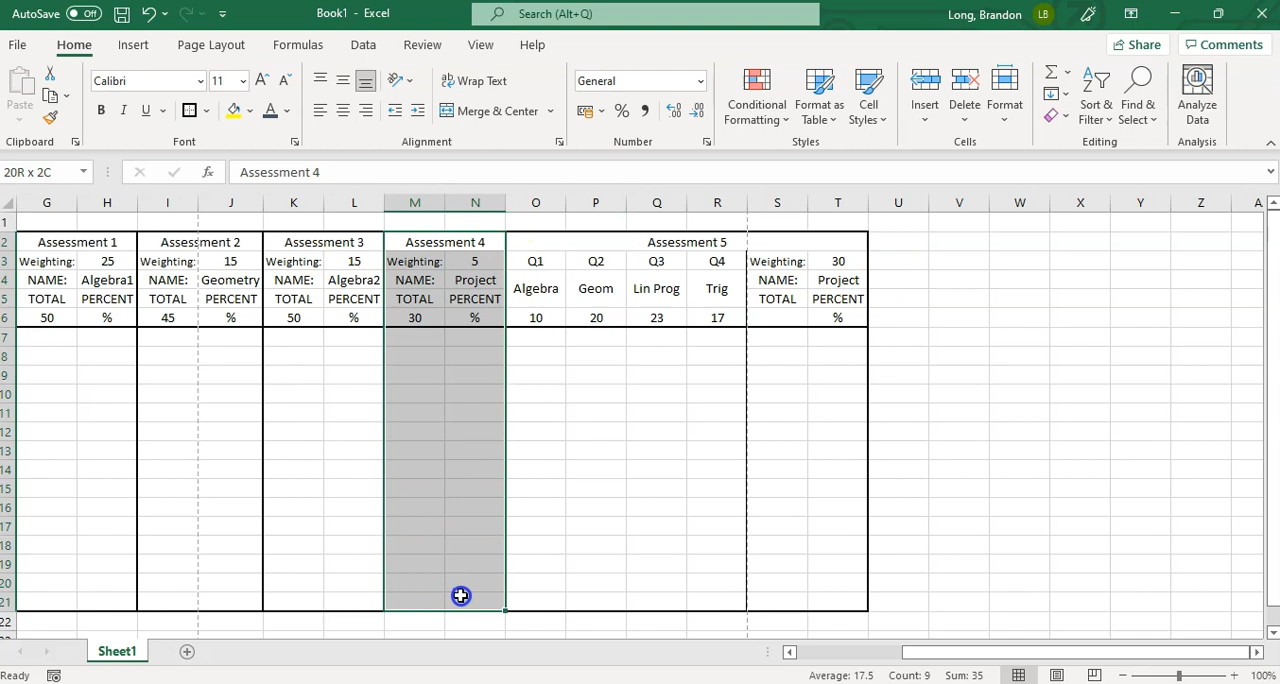 AutoSave Off Book1 - Excel Search (Alt+Q) Long, Brandon LB
File Home Insert Page Layout Formulas Data Review View Help Share Comments
Paste Calibri 11 A A Wrap Text General Conditional Formatting Format as Table Cell Styles Insert Delete Format Sort & Filter Find & Select Analyze Data
B I U A Merge & Center %
Clipboard Font Alignment Number Styles Cells Editing Analysis
20R x 2C fx Assessment 4
G H I J K L M N O P Q R S T U V W X Y Z A
1
2 Assessment 1 Assessment 2 Assessment 3 Assessment 4 Assessment 5
3 Weighting: 25 Weighting: 15 Weighting: 15 Weighting: 5 Q1 Q2 Q3 Q4 Weighting: 30
4 NAME: Algebra1 NAME: Geometry NAME: Algebra2 NAME: Project Algebra Geom Lin Prog Trig NAME: Project
5 TOTAL PERCENT TOTAL PERCENT TOTAL PERCENT TOTAL PERCENT TOTAL PERCENT
6 50 % 45 % 50 % 30 % 10 20 23 17 %
7
8
9
10
11
12
13
14
15
16
17
18
19
20
21
22
Sheet1
Ready Average: 17.5 Count: 9 Sum: 35 100%